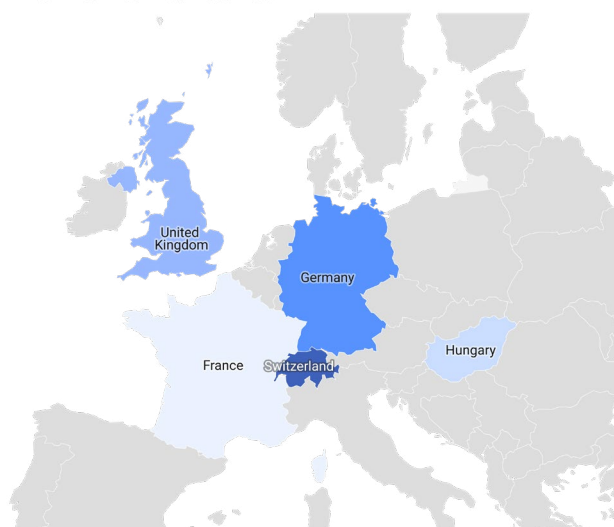 United
Kingdom
Germany
Hungary
France
Switzerland